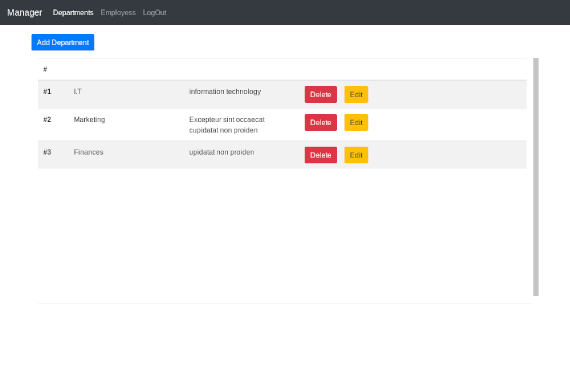 Manager Departments Employess LogOut
Add Department
#
#1 I.T information technology Delete Edit
#2 Marketing Excepteur sint occaecat cupidatat non proiden Delete Edit
#3 Finances upidatat non proiden Delete Edit